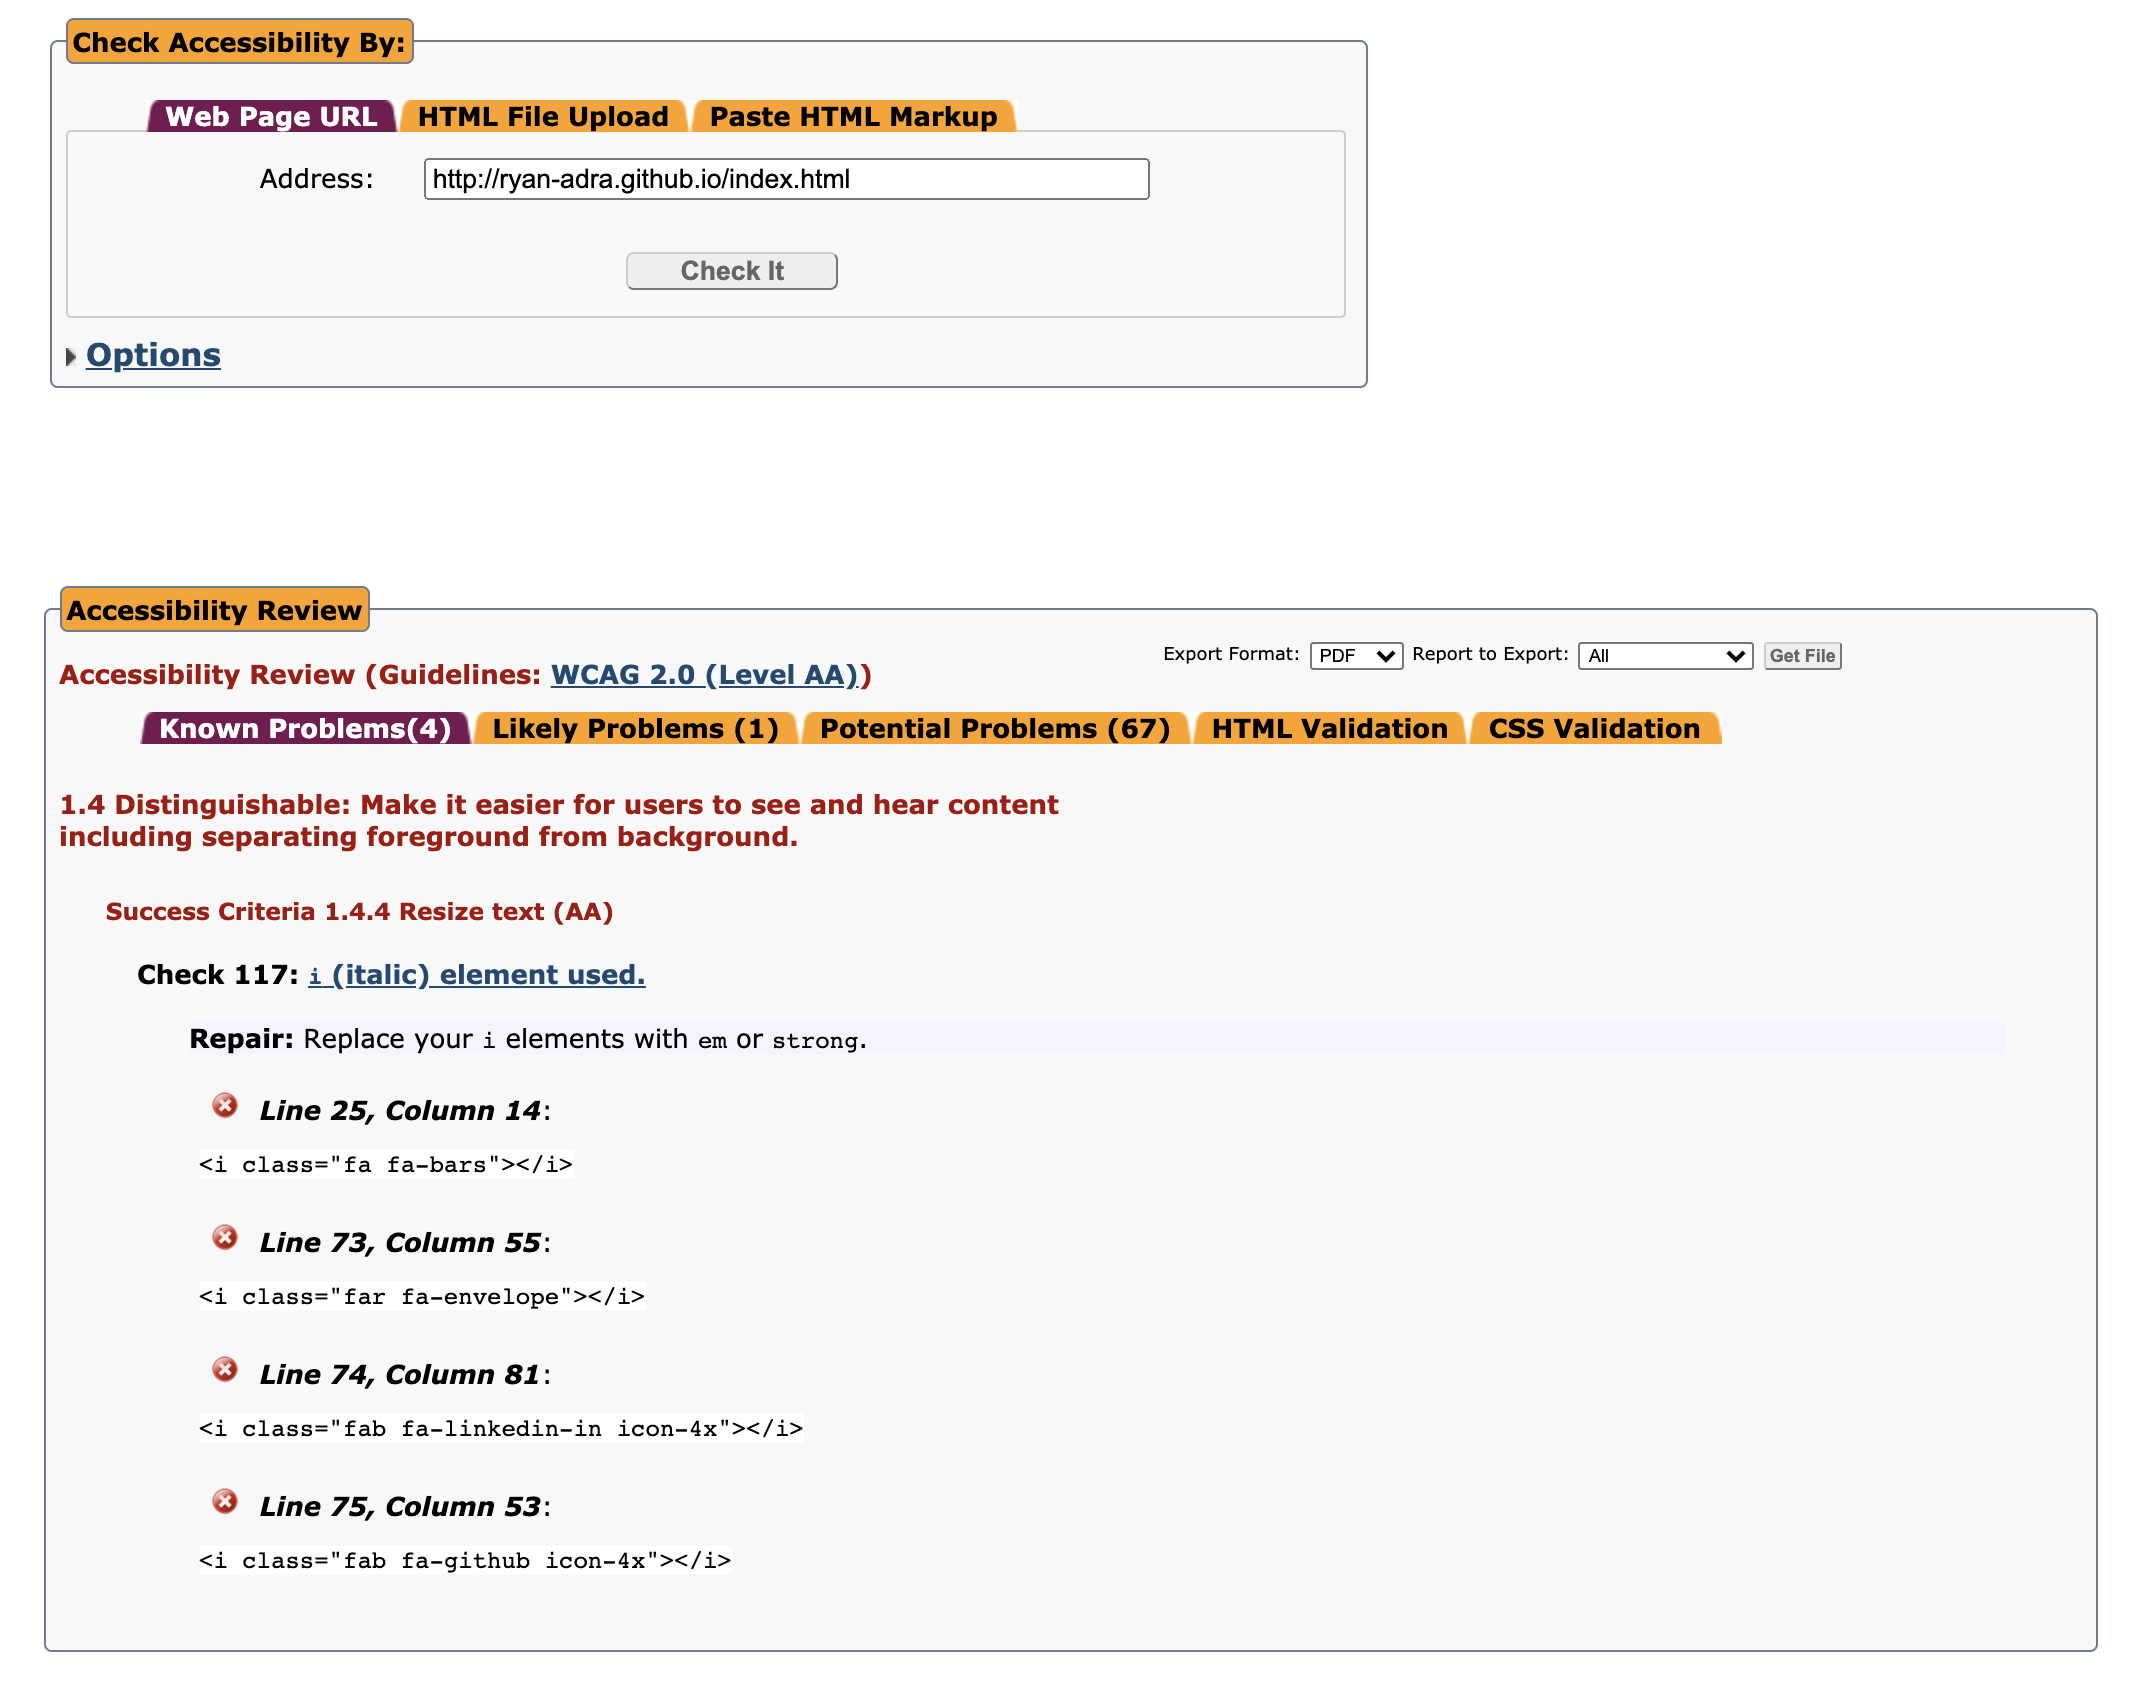 Check Accessibility By:
Web Page URL HTML File Upload Paste HTML Markup
Address: http://ryan-adra.github.io/index.html
Check It
Options
Accessibility Review
Export Format: PDF Report to Export: All Get File
Accessibility Review (Guidelines: WCAG 2.0 (Level AA))
Known Problems(4) Likely Problems (1) Potential Problems (67) HTML Validation CSS Validation
1.4 Distinguishable: Make it easier for users to see and hear content
including separating foreground from background.
Success Criteria 1.4.4 Resize text (AA)
Check 117: i (italic) element used.
Repair: Replace your i elements with em or strong.
Line 25, Column 14:
<i class="fa fa-bars"></i>
Line 73, Column 55:
<i class="far fa-envelope"></i>
Line 74, Column 81:
<i class="fab fa-linkedin-in icon-4x"></i>
Line 75, Column 53:
<i class="fab fa-github icon-4x"></i>